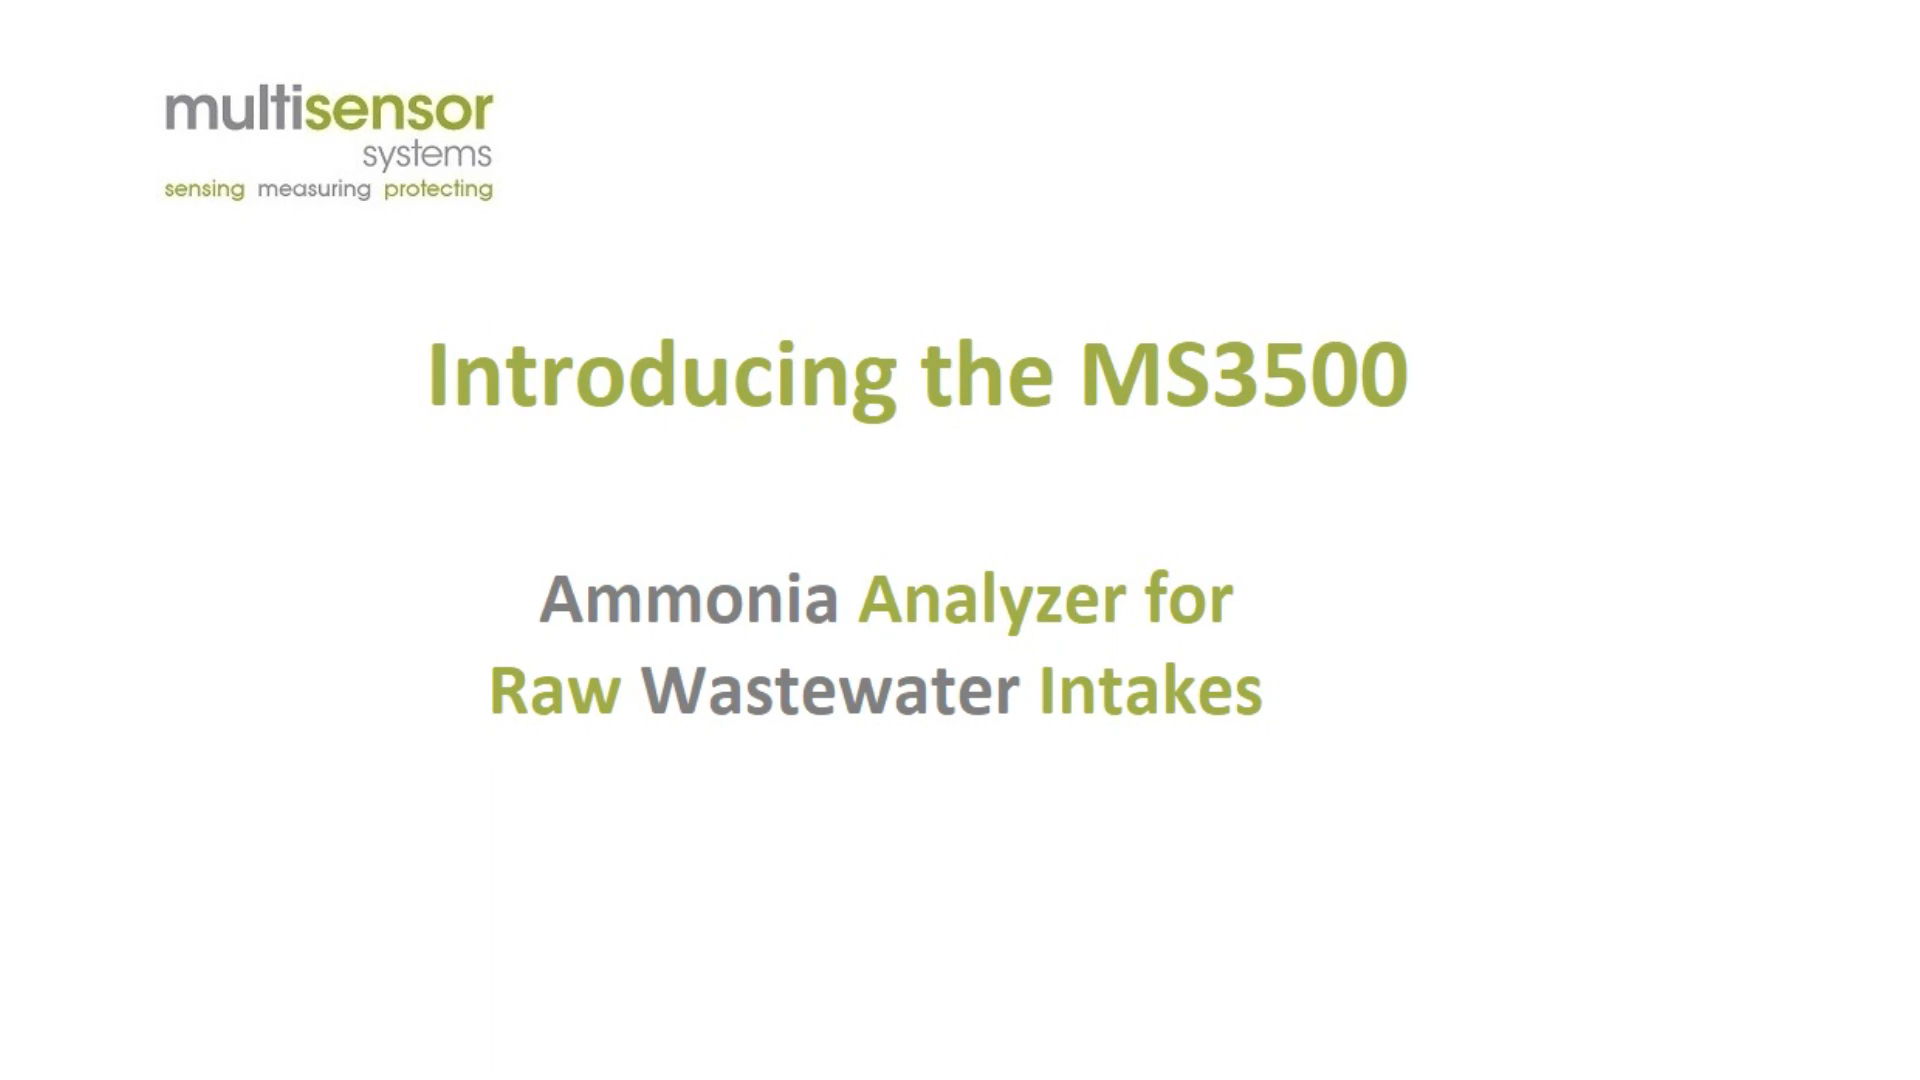 multisensor
systems
sensing measuring protecting
Introducing the MS3500
Ammonia Analyzer for
Raw Wastewater Intakes